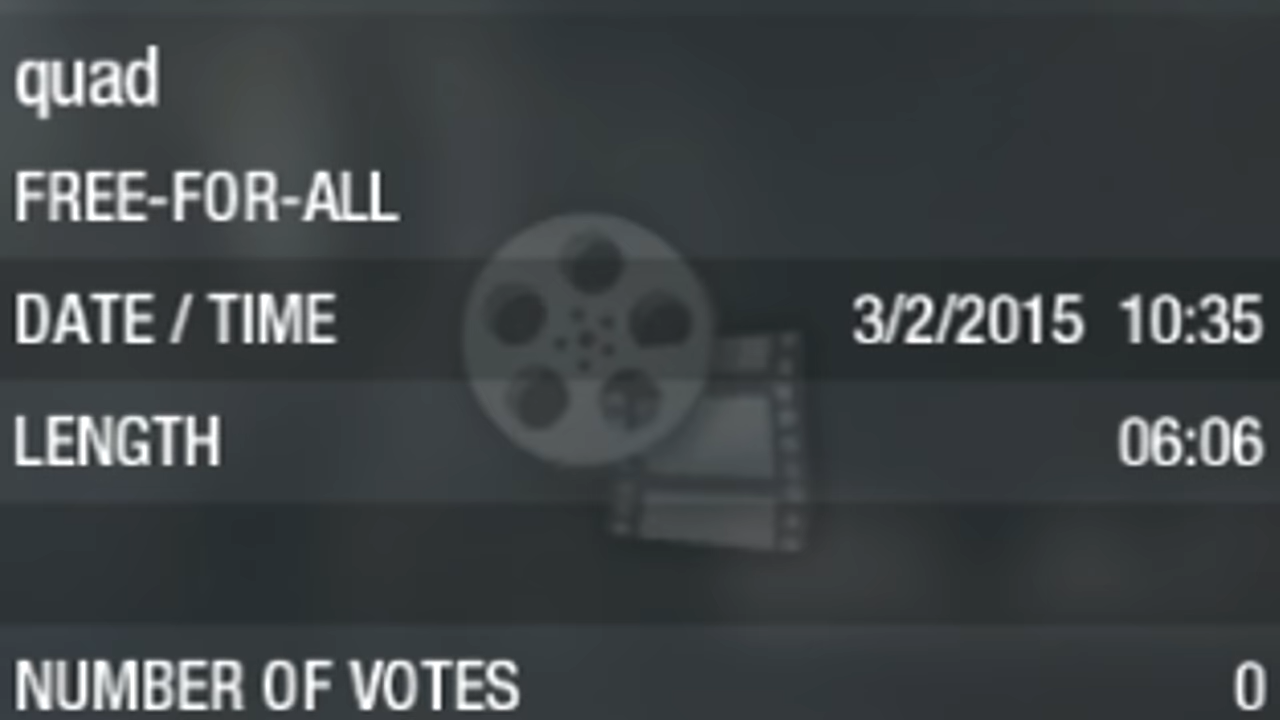 quad
FREE-FOR-ALL
DATE / TIME 3/2/2015 10:35
LENGTH 06:06
NUMBER OF VOTES 0